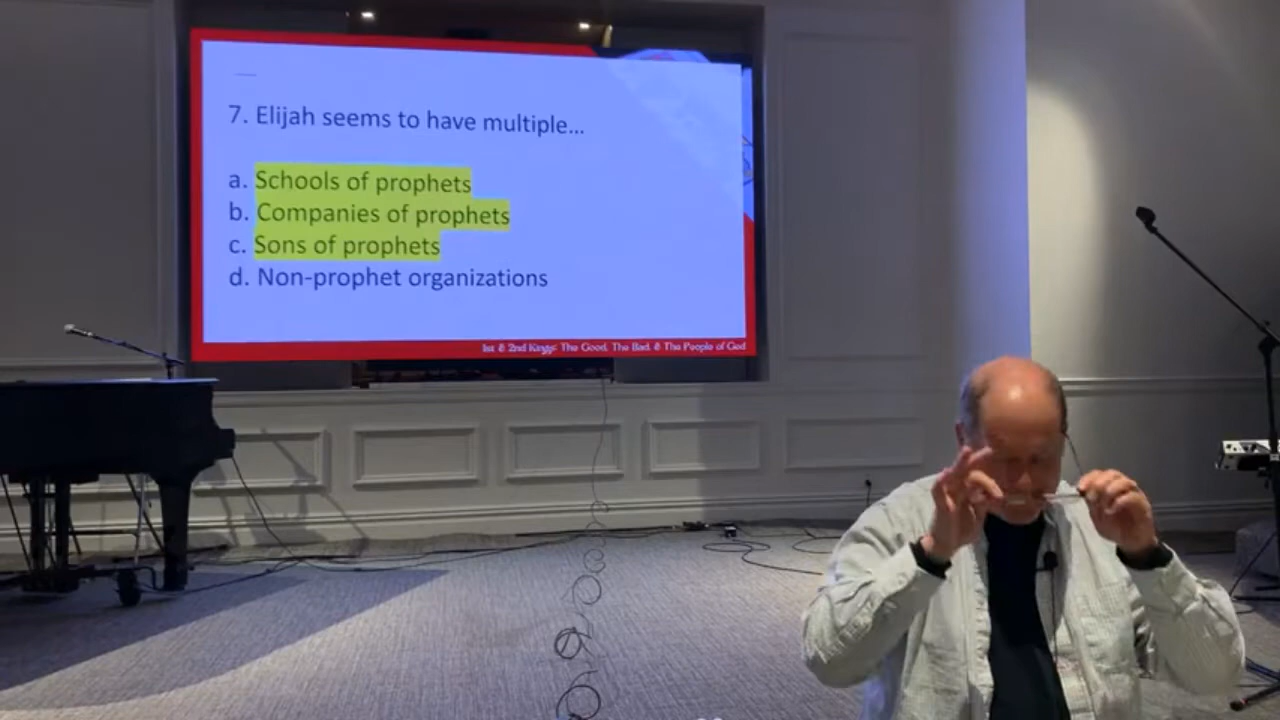 7. Elijah seems to have multiple...
a. Schools of prophets
b. Companies of prophets
c. Sons of prophets
d. Non-prophet organizations
1st & 2nd Kings: The Good, The Bad, & The People of God